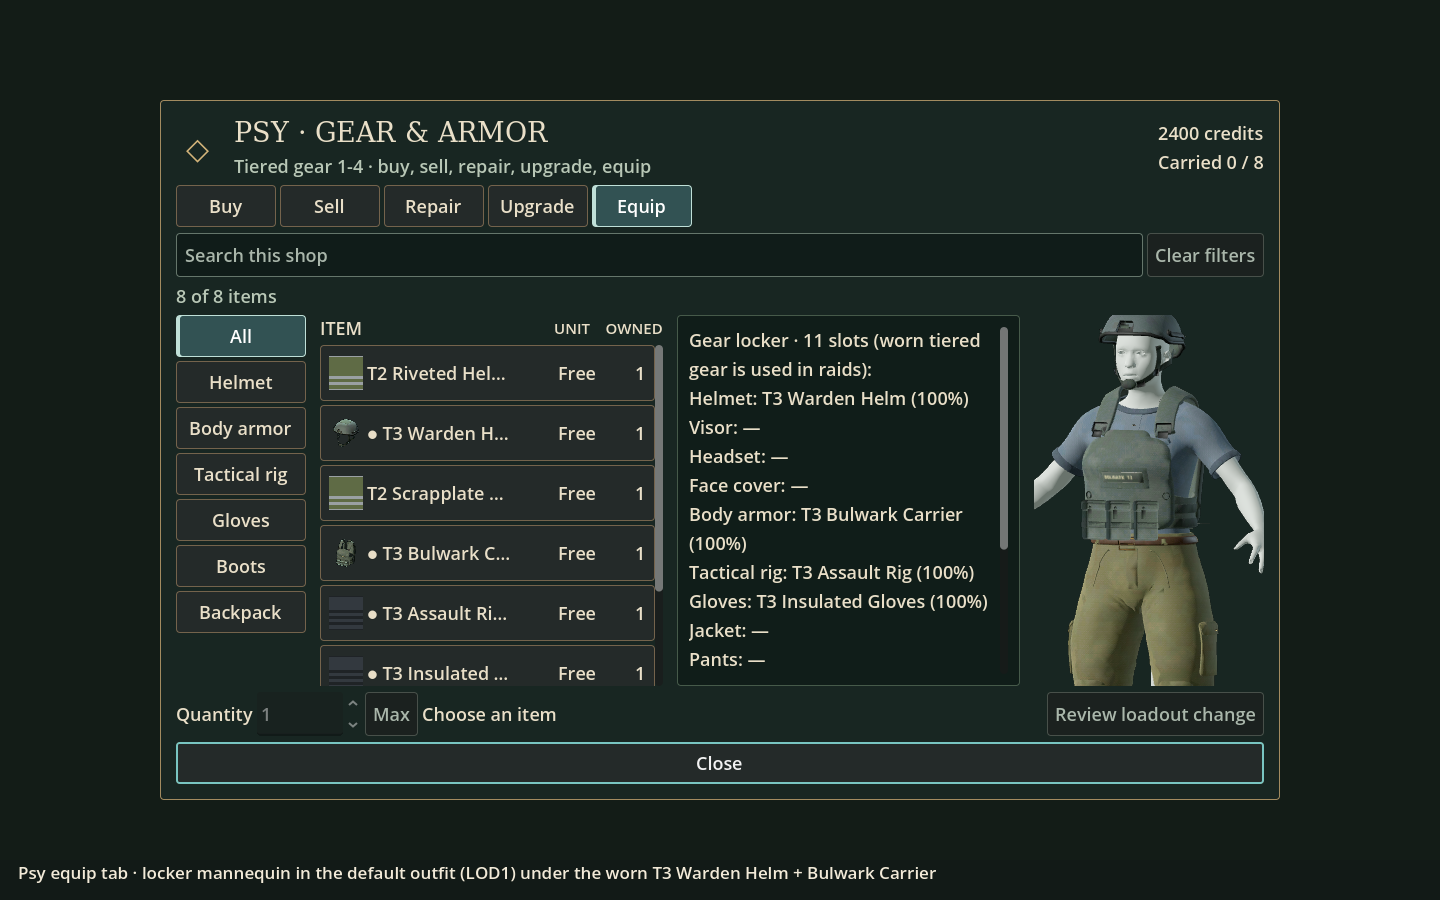 PSY · GEAR & ARMOR
Tiered gear 1-4 · buy, sell, repair, upgrade, equip
2400 credits
Carried 0 / 8
Buy
Sell
Repair
Upgrade
Equip
Search this shop
Clear filters
8 of 8 items
All
Helmet
Body armor
Tactical rig
Gloves
Boots
Backpack
ITEM UNIT OWNED
T2 Riveted Hel... Free 1
● T3 Warden H... Free 1
T2 Scrapplate ... Free 1
● T3 Bulwark C... Free 1
● T3 Assault Ri... Free 1
● T3 Insulated ... Free 1
Gear locker · 11 slots (worn tiered
gear is used in raids):
Helmet: T3 Warden Helm (100%)
Visor: —
Headset: —
Face cover: —
Body armor: T3 Bulwark Carrier
(100%)
Tactical rig: T3 Assault Rig (100%)
Gloves: T3 Insulated Gloves (100%)
Jacket: —
Pants: —
Quantity 1
Max
Choose an item
Review loadout change
Close
Psy equip tab · locker mannequin in the default outfit (LOD1) under the worn T3 Warden Helm + Bulwark Carrier